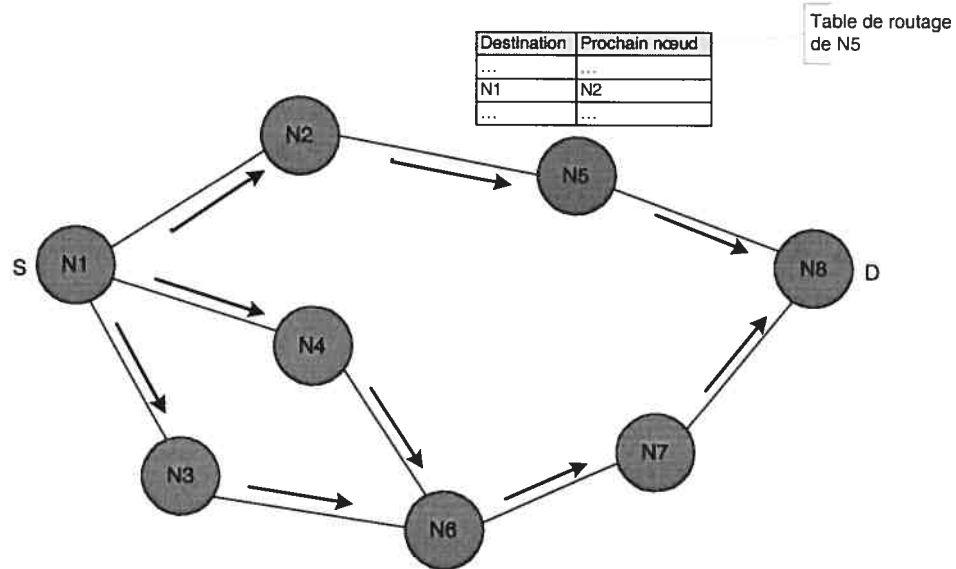 Table de routage
de N5
Destination Prochain nœud
... ...
N1 N2
... ...
N2
N5
S N1
N8 D
N4
N7
N3
N6